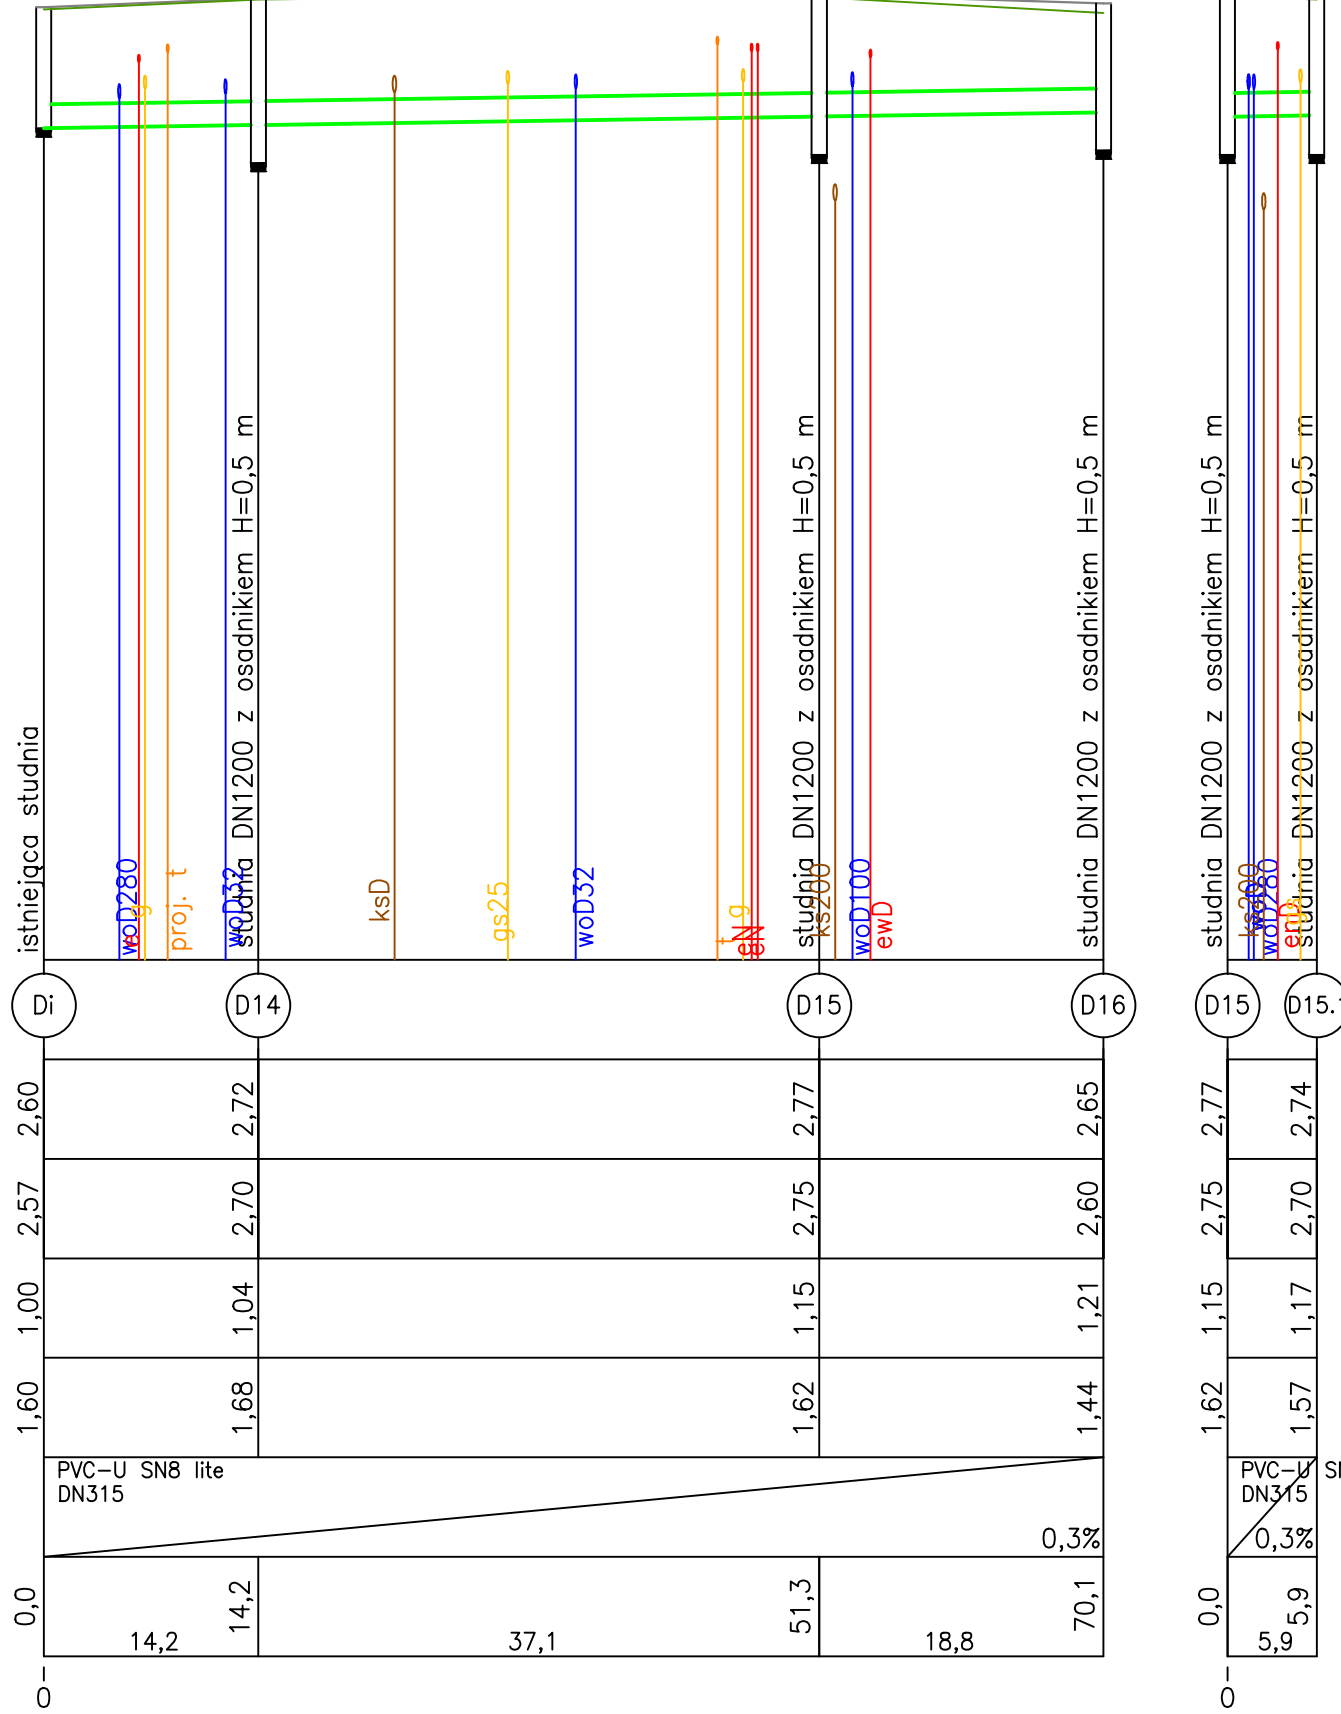 istniejąca studnia
woD280
e
g
proj. t
woD32
studnia DN1200 z osadnikiem H=0,5 m
ksD
gs25
woD32
t
g
eN
eN
studnia DN1200 z osadnikiem H=0,5 m
ks200
woD100
ewD
studnia DN1200 z osadnikiem H=0,5 m
studnia DN1200 z osadnikiem H=0,5 m
ks200
woD280
studnia DN1200 z osadnikiem H=0,5 m
Di D14 D15 D16 D15 D15.1
2,60 2,72 2,77 2,65 2,77 2,74
2,57 2,70 2,75 2,60 2,75 2,70
1,00 1,04 1,15 1,21 1,15 1,17
1,60 1,68 1,62 1,44 1,62 1,57
PVC-U SN8 lite
DN315
0,3%
PVC-U
DN315
0,3%
0,0 14,2 51,3 70,1 0,0 5,9
14,2 37,1 18,8 5,9
0 0